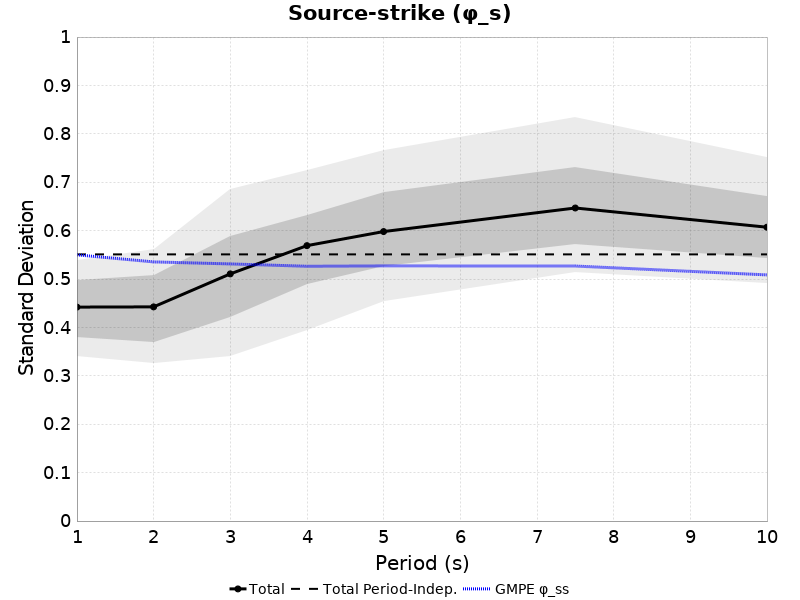 Source-strike (φ_s)
Standard Deviation
1
0.9
0.8
0.7
0.6
0.5
0.4
0.3
0.2
0.1
0
1 2 3 4 5 6 7 8 9 10
Period (s)
Total Total Period-Indep. GMPE φ_ss